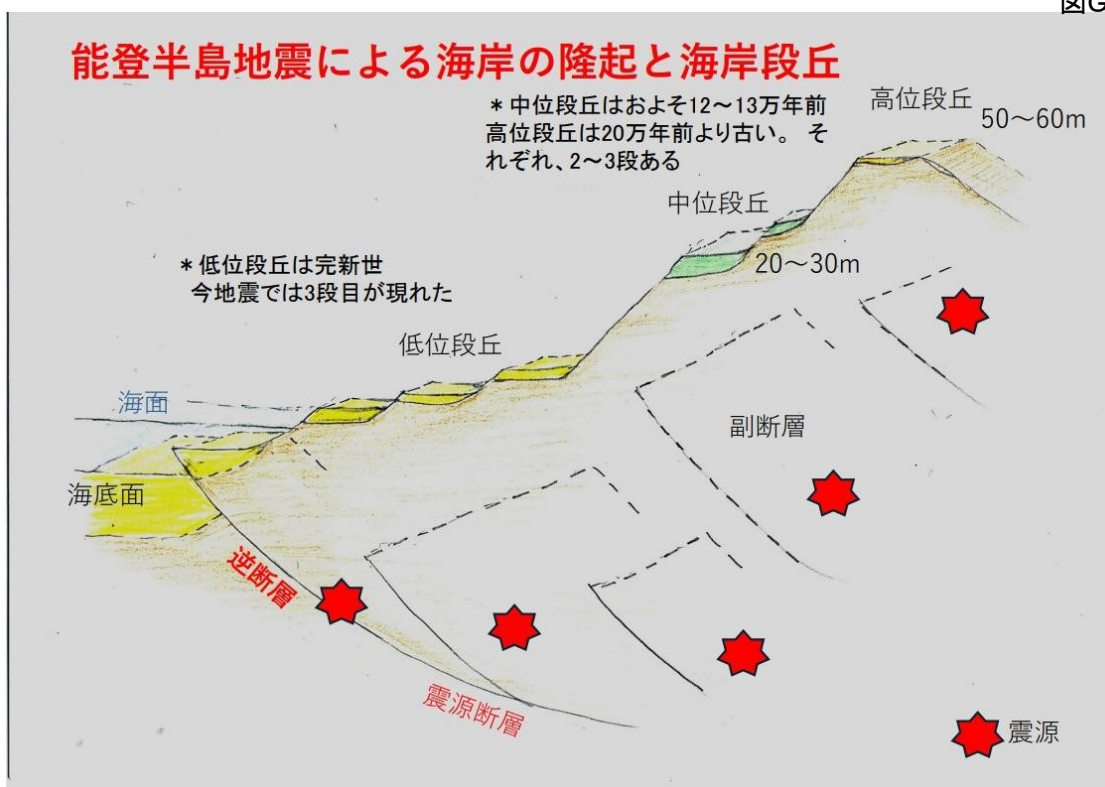 図G
能登半島地震による海岸の隆起と海岸段丘
*中位段丘はおよそ12〜13万年前
高位段丘は20万年前より古い。 そ
れぞれ、2〜3段ある
高位段丘
50〜60m
中位段丘
20〜30m
*低位段丘は完新世
今地震では3段目が現れた
低位段丘
海面
海底面
副断層
逆断層
震源断層
震源